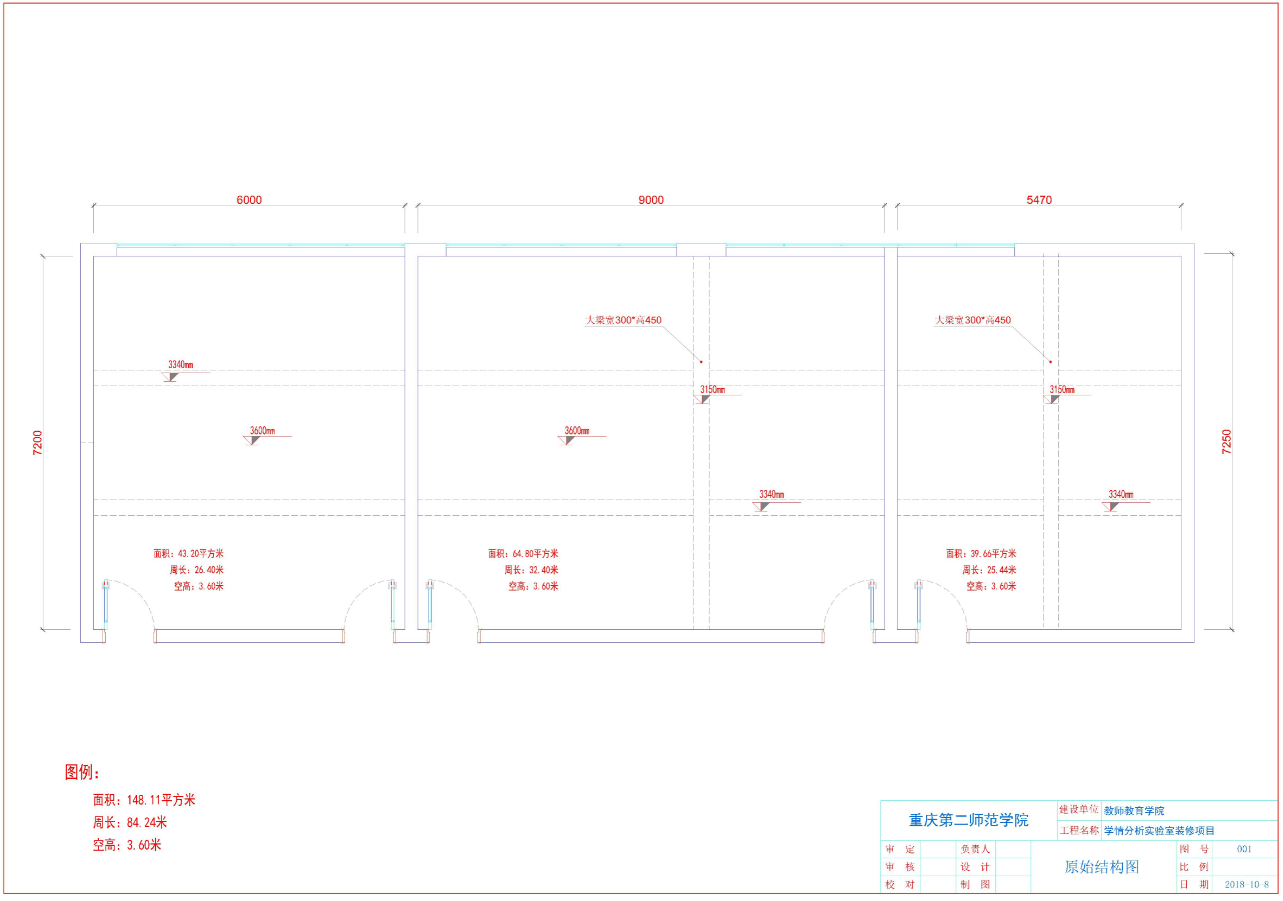 6000
9000
5470
大梁宽300*高450
大梁宽300*高450
3340mm
3150mm
3150mm
3600mm
3600mm
7200
7250
3340mm
3340mm
面积：43.20平方米
周长：26.40米
空高：3.60米
面积：64.80平方米
周长：32.40米
空高：3.60米
面积：39.66平方米
周长：25.44米
空高：3.60米
图例：
面积：148.11平方米
周长：84.24米
空高：3.60米
重庆第二师范学院
建设单位 教师教育学院
工程名称 学情分析实验室装修项目
审 定 负责人
审 核 设 计
校 对 制 图
原始结构图
图 号 001
比 例
日 期 2018-10-8